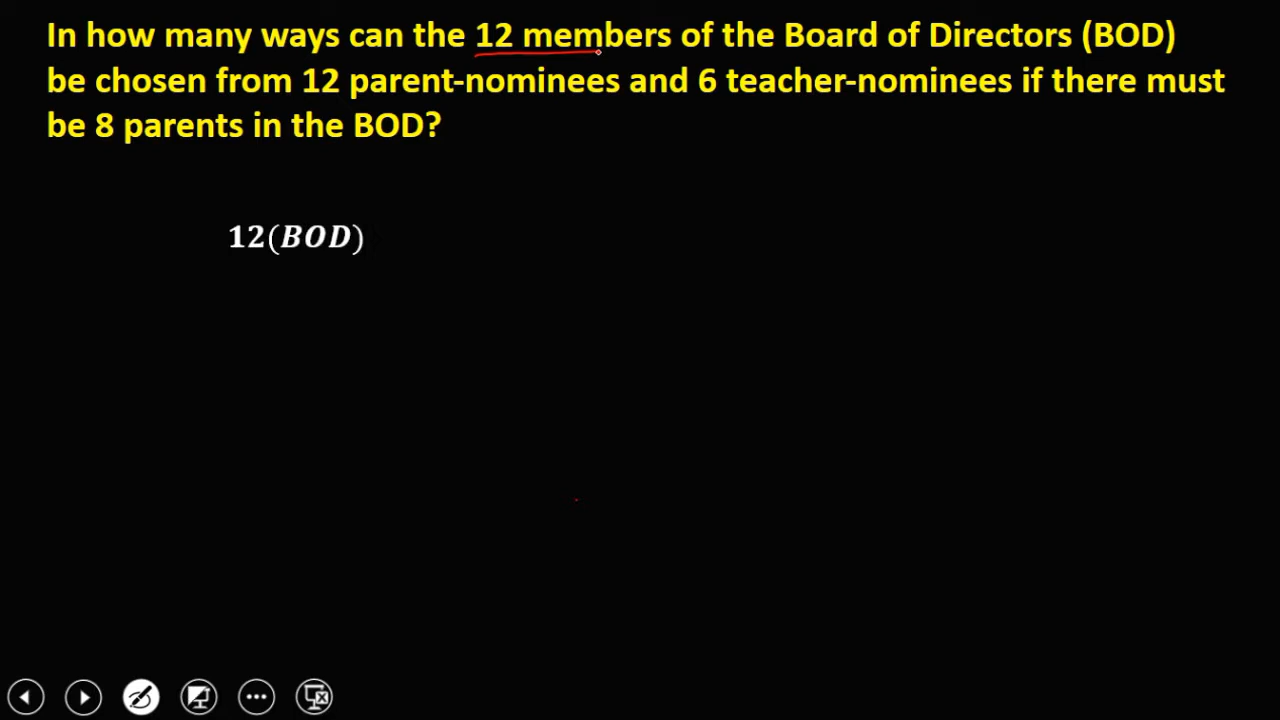 In how many ways can the 12 members of the Board of Directors (BOD)
be chosen from 12 parent-nominees and 6 teacher-nominees if there must
be 8 parents in the BOD?
12(BOD)